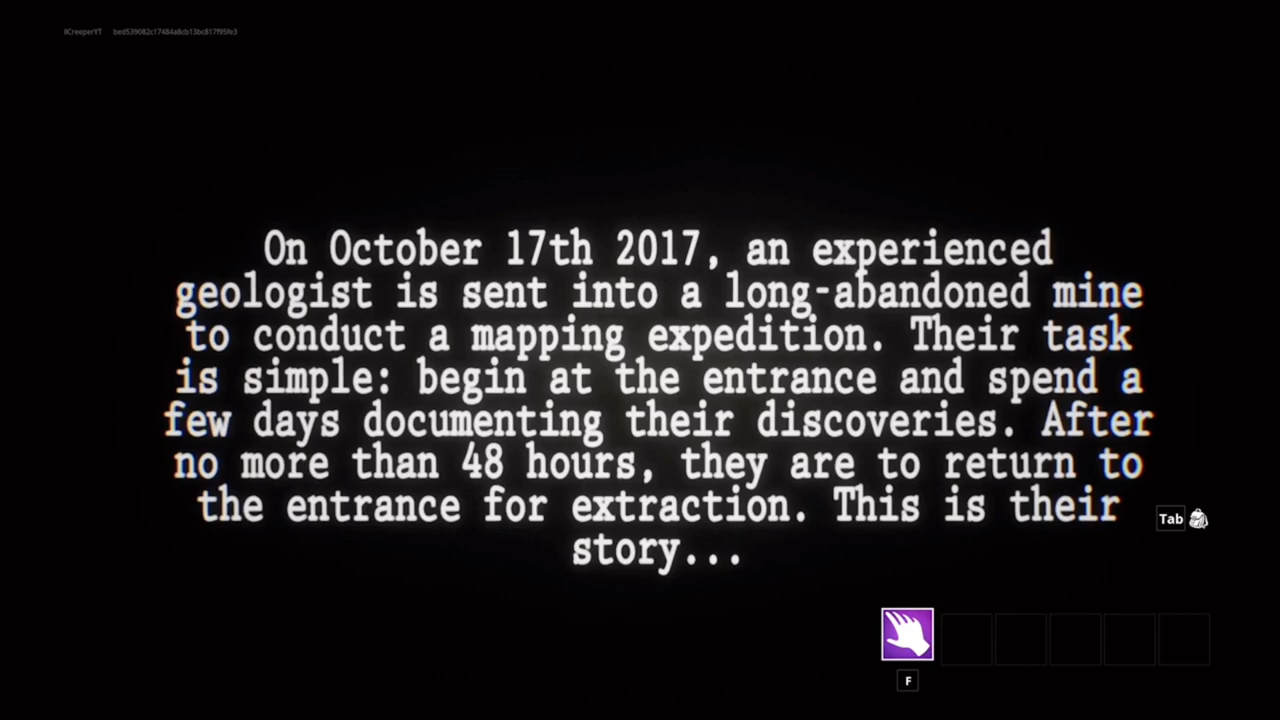 llCreeperYT
On October 17th 2017, an experienced
geologist is sent into a long-abandoned mine
to conduct a mapping expedition. Their task
is simple: begin at the entrance and spend a
few days documenting their discoveries. After
no more than 48 hours, they are to return to
the entrance for extraction. This is their
story...
Tab
F